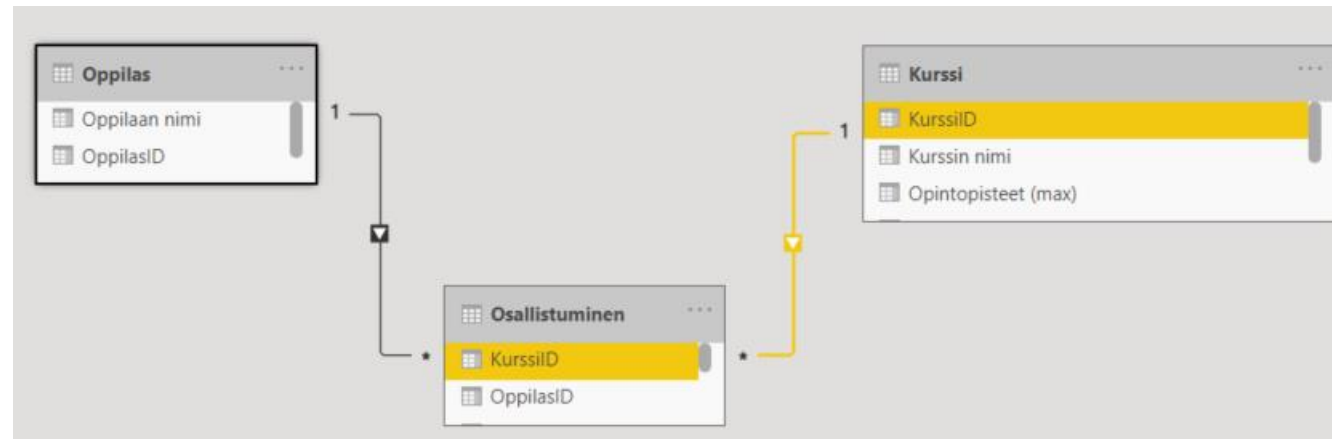 Oppilas
Oppilaan nimi
OppilasID
1
*
Kurssi
KurssiID
Kurssin nimi
Opintopisteet (max)
1
*
Osallistuminen
KurssiID
OppilasID